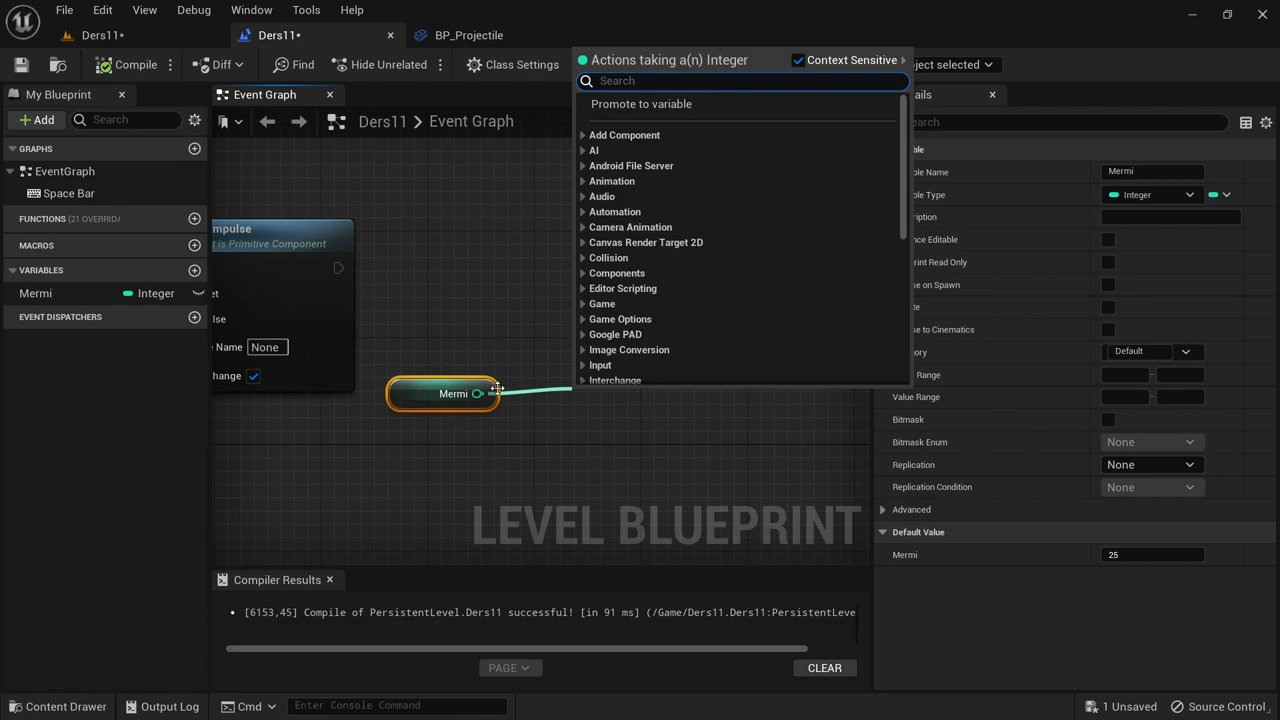 File Edit View Debug Window Tools Help
Ders11* Ders11* BP_Projectile
Compile Diff Find Hide Unrelated Class Settings
Actions taking a(n) Integer Context Sensitive
Search
Promote to variable
Add Component
AI
Android File Server
Animation
Audio
Automation
Camera Animation
Canvas Render Target 2D
Collision
Components
Editor Scripting
Game
Game Options
Google PAD
Image Conversion
Input
Interchange
ject selected
My Blueprint
Add Search
GRAPHS
EventGraph
Space Bar
FUNCTIONS (21 OVERRIDA
MACROS
VARIABLES
Mermi Integer
EVENT DISPATCHERS
Event Graph
Ders11 > Event Graph
mpulse
t is Primitive Component
et
lse
e Name None
hange
Mermi
LEVEL BLUEPRINT
Compiler Results
[6153,45] Compile of PersistentLevel.Ders11 successful! [in 91 ms] (/Game/Ders11.Ders11:PersistentLeve
PAGE CLEAR
ails
earch
ble
ble Name Mermi
ble Type Integer
ription
nce Editable
rint Read Only
se on Spawn
te
se to Cinematics
ory Default
Range
Value Range
Bitmask
Bitmask Enum None
Replication None
Replication Condition None
Advanced
Default Value
Mermi 25
Content Drawer Output Log Cmd Enter Console Command 1 Unsaved Source Control